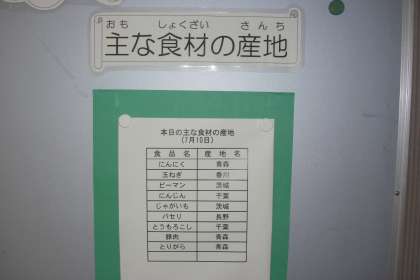 おも しょくざい さんち
主な食材の産地
本日の主な食材の産地
(7月10日)
食品名 産地名
にんにく 青森
玉ねぎ 香川
ピーマン 茨城
にんじん 千葉
じゃがいも 茨城
パセリ 長野
とうもろこし 千葉
豚肉 青森
とりがら 青森